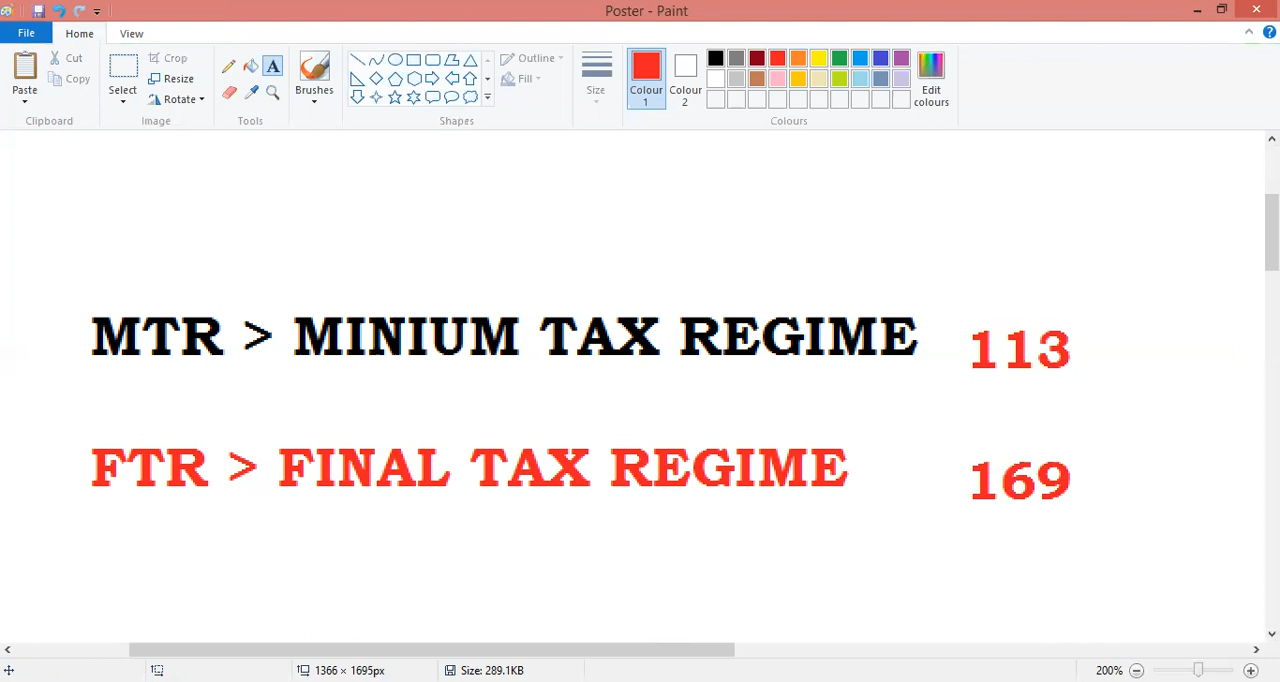 Poster - Paint
File Home View
Paste Cut Copy Select Crop Resize Rotate Brushes Size Outline Fill Colour 1 Colour 2 Edit colours
Clipboard Image Tools Shapes Colours
MTR > MINIUM TAX REGIME 113
FTR > FINAL TAX REGIME 169
1366 × 1695px Size: 289.1KB 200%